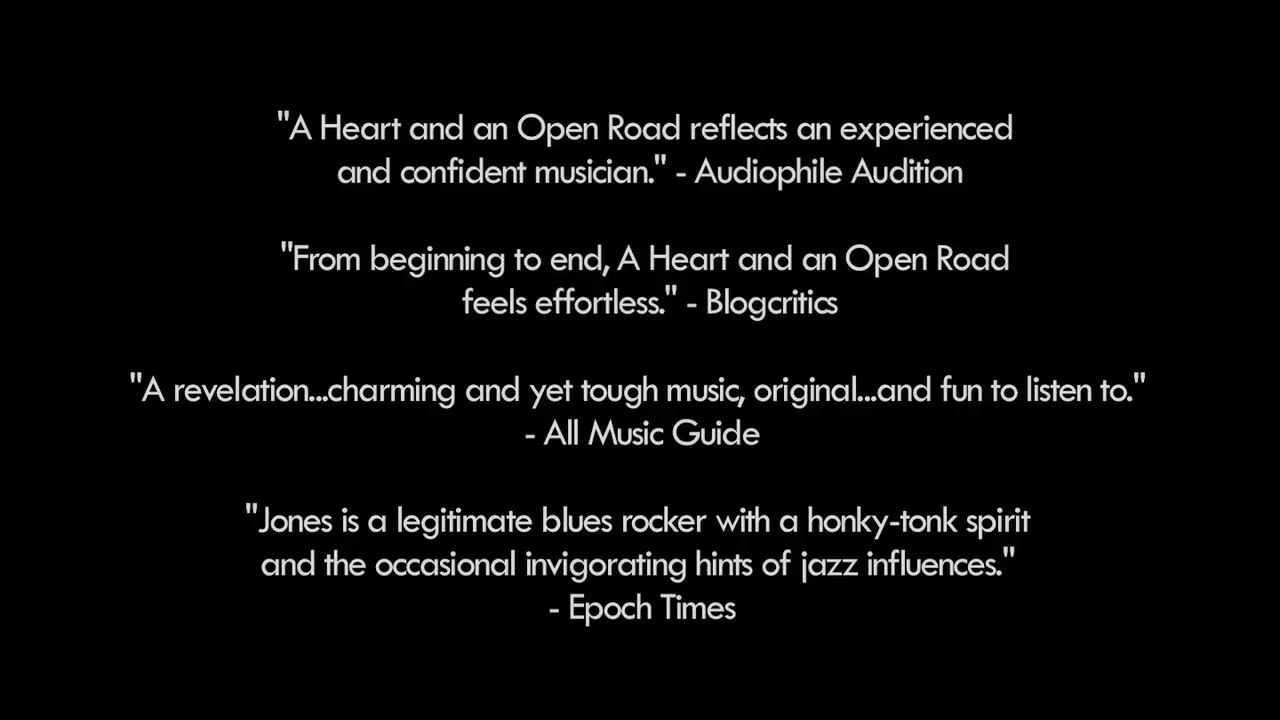 "A Heart and an Open Road reflects an experienced
and confident musician." - Audiophile Audition
"From beginning to end, A Heart and an Open Road
feels effortless." - Blogcritics
"A revelation...charming and yet tough music, original...and fun to listen to."
- All Music Guide
"Jones is a legitimate blues rocker with a honky-tonk spirit
and the occasional invigorating hints of jazz influences."
- Epoch Times